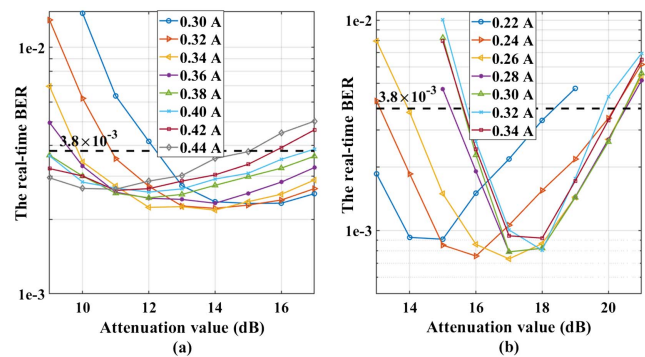 1e-2
1e-3
The real-time BER
3.8×10⁻³
0.30 A
0.32 A
0.34 A
0.36 A
0.38 A
0.40 A
0.42 A
0.44 A
10 12 14 16
Attenuation value (dB)
(a)
1e-2
1e-3
The real-time BER
3.8×10⁻³
0.22 A
0.24 A
0.26 A
0.28 A
0.30 A
0.32 A
0.34 A
14 16 18 20
Attenuation value (dB)
(b)